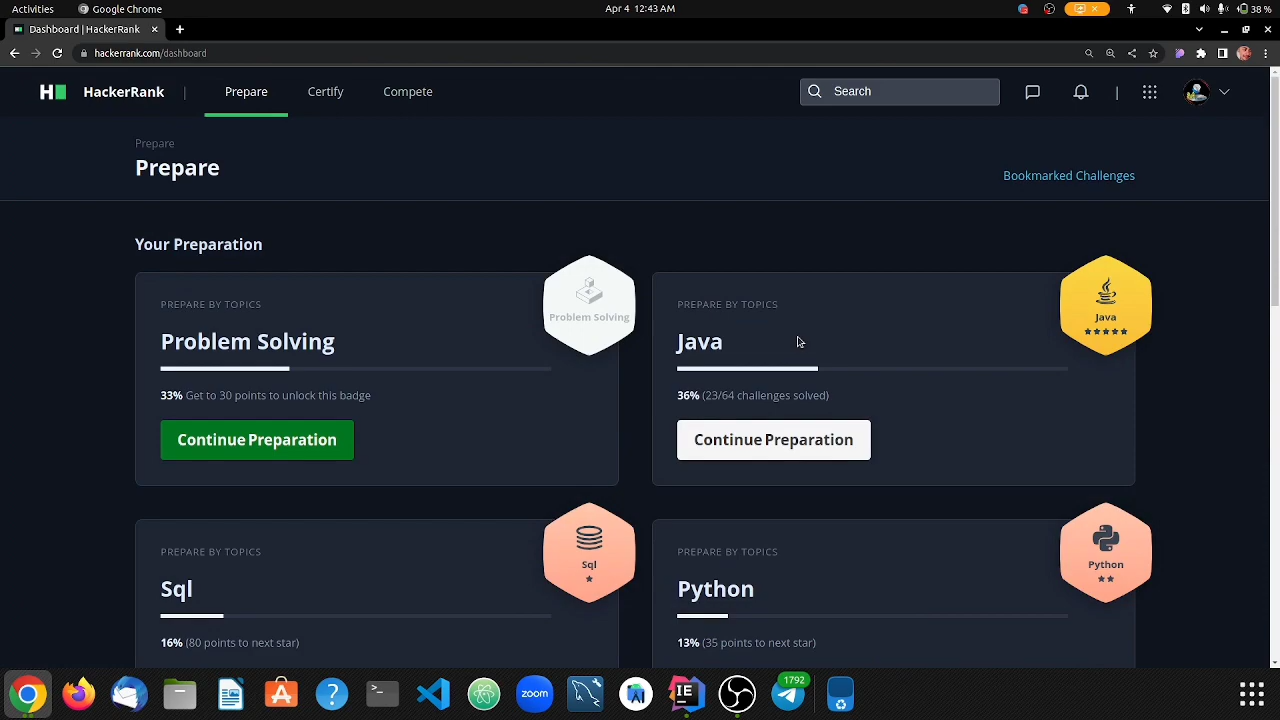 Activities
Google Chrome
Apr 4 12:43 AM
38 %
Dashboard | HackerRank
hackerrank.com/dashboard
HackerRank | Prepare Certify Compete
Search
Prepare
Prepare
Bookmarked Challenges
Your Preparation
PREPARE BY TOPICS
Problem Solving
Problem Solving
33% Get to 30 points to unlock this badge
Continue Preparation
PREPARE BY TOPICS
Java
Java
36% (23/64 challenges solved)
Continue Preparation
PREPARE BY TOPICS
Sql
Sql
16% (80 points to next star)
PREPARE BY TOPICS
Python
Python
13% (35 points to next star)
zoom
IE
1792